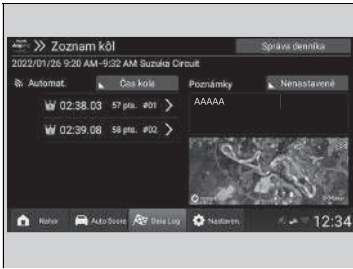 Zoznam kôl
Správa denníka
2022/01/26 9:20 AM-9:32 AM Suzuka Circuit
Automat.
Čas kola
Poznámky
Nenastavené
02:38.03 57 pts. #01
AAAAA
02:39.08 58 pts. #02
Nahor
Auto Score
Data Log
Nastaven.
12:34